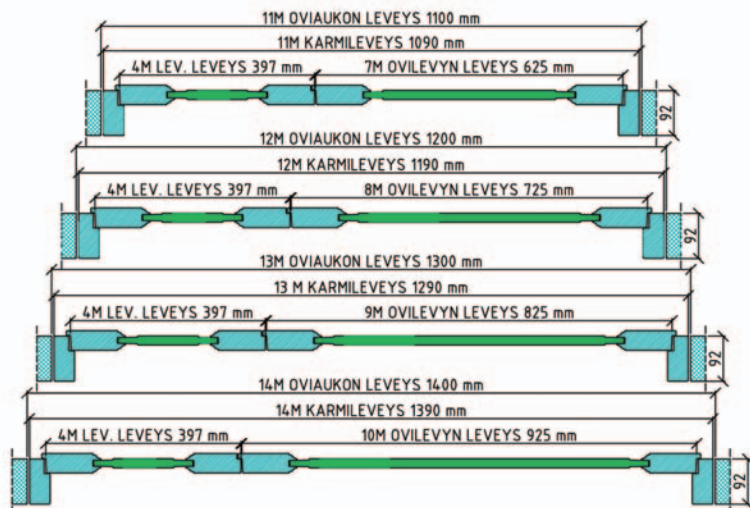 11M OVIAUKON LEVEYS 1100 mm
11M KARMILEVEYS 1090 mm
4M LEV. LEVEYS 397 mm 7M OVILEVYN LEVEYS 625 mm
92
12M OVIAUKON LEVEYS 1200 mm
12M KARMILEVEYS 1190 mm
4M LEV. LEVEYS 397 mm 8M OVILEVYN LEVEYS 725 mm
92
13M OVIAUKON LEVEYS 1300 mm
13 M KARMILEVEYS 1290 mm
4M LEV. LEVEYS 397 mm 9M OVILEVYN LEVEYS 825 mm
92
14M OVIAUKON LEVEYS 1400 mm
14M KARMILEVEYS 1390 mm
4M LEV. LEVEYS 397 mm 10M OVILEVYN LEVEYS 925 mm
92